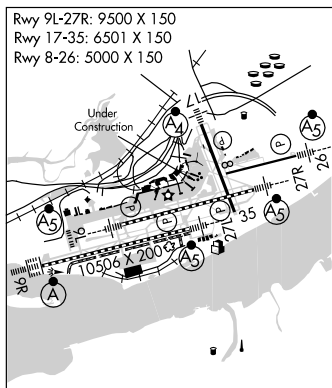 Rwy 9L-27R: 9500 X 150
Rwy 17-35: 6501 X 150
Rwy 8-26: 5000 X 150
Under
Construction
A4
17
A5
P
P
8
26
A5
P
P
27R
A5
9L
P
35
27L
10506 X 200
A5
9R
A